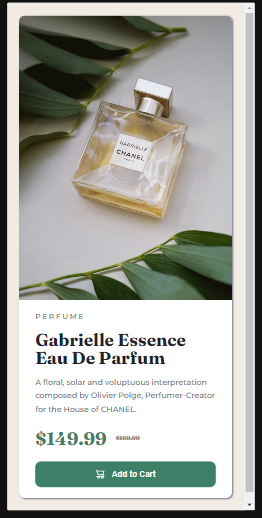 GABRIELLE
CHANEL
PARIS
PERFUME
Gabrielle Essence
Eau De Parfum
A floral, solar and voluptuous interpretation
composed by Olivier Polge, Perfumer-Creator
for the House of CHANEL.
$149.99 $169.99
Add to Cart